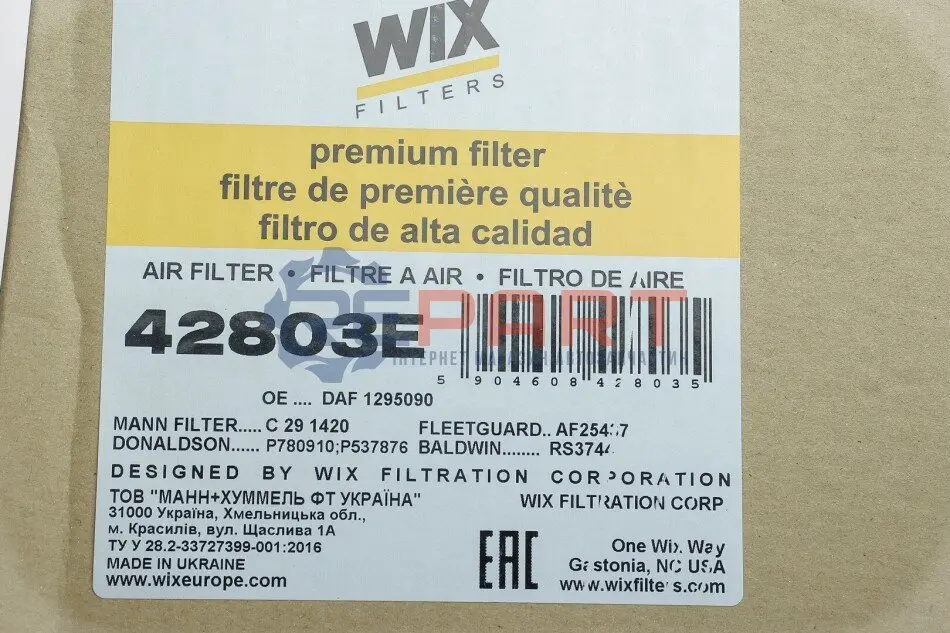 WIX
FILTERS
premium filter
filtre de première qualitè
filtro de alta calidad
AIR FILTER • FILTRE A AIR • FILTRO DE AIRE
42803E
PART
ІНТЕРНЕТ МАГАЗИН АВТОЗАПЧАСТИН
5 904608 428035
OE .... DAF 1295090
MANN FILTER..... C 29 1420 FLEETGUARD..
DONALDSON...... P780910;P537876 BALDWIN........
DESIGNED BY WIX FILTRATION CORPORATION
ТОВ "МАНН+ХУММЕЛЬ ФТ УКРАЇНА" WIX FILTRATION CORP
31000 Україна, Хмельницька обл.,
м. Красилів, вул. Щаслива 1А
ТУ У 28.2-33727399-001:2016
MADE IN UKRAINE
www.wixeurope.com
EAC
One Wix Way
Gastonia, NC USA
www.wixfilters.com